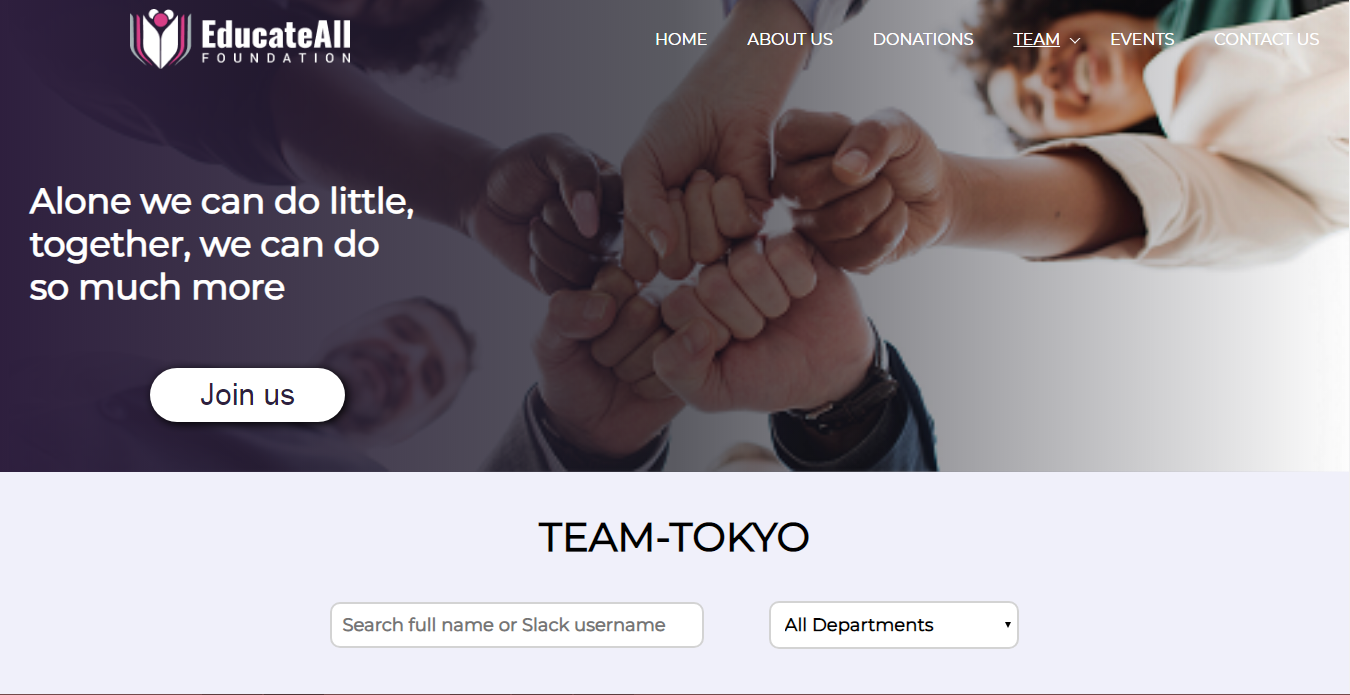 EducateAll
FOUNDATION
HOME ABOUT US DONATIONS TEAM EVENTS CONTACT US
Alone we can do little,
together, we can do
so much more
Join us
TEAM-TOKYO
Search full name or Slack username
All Departments